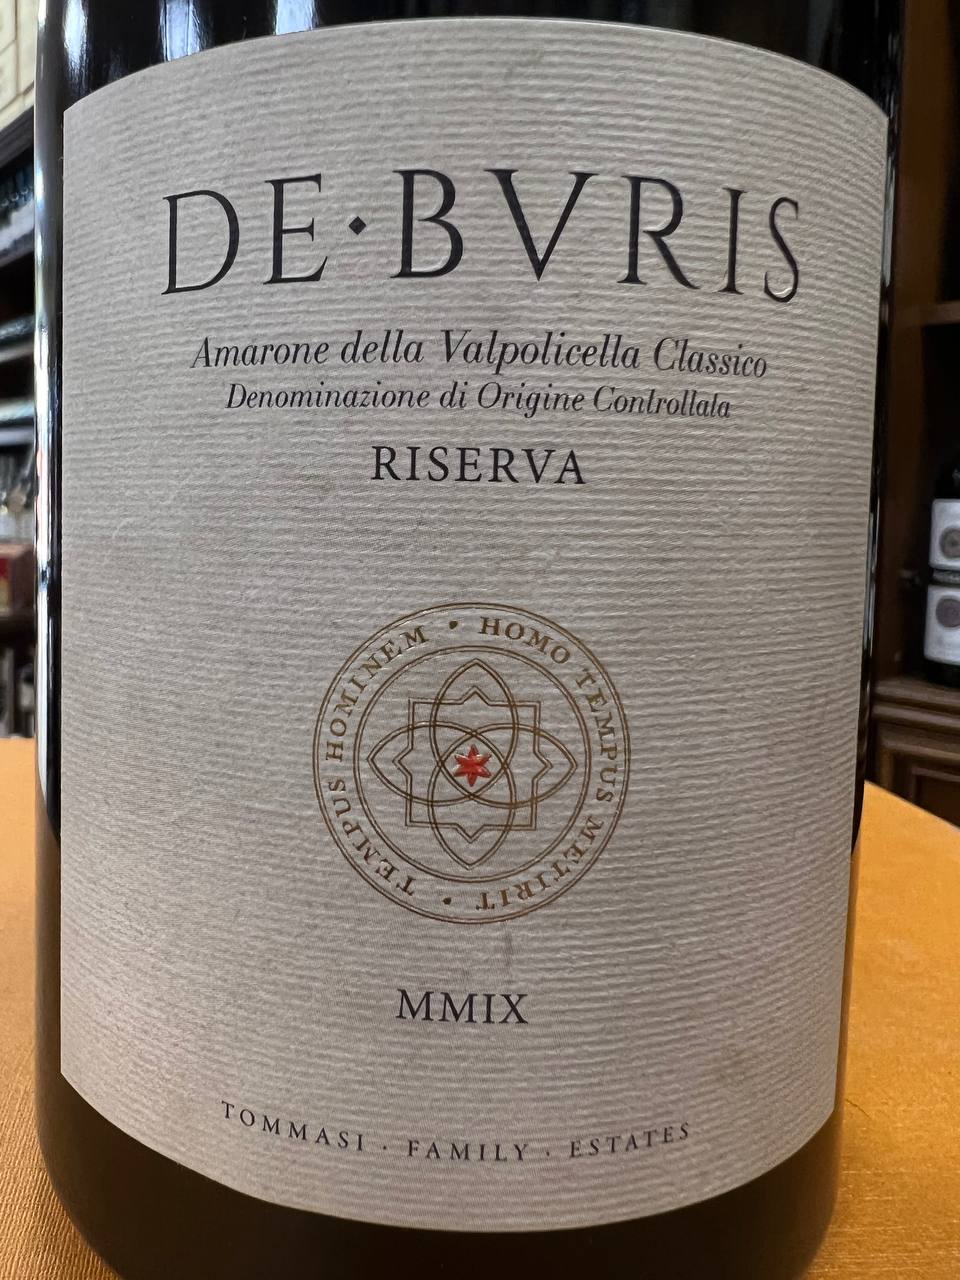 DE·BVRIS
Amarone della Valpolicella Classico
Denominazione di Origine Controllata
RISERVA
HOMO TEMPUS METIRIT • TEMPUS HOMINEM •
MMIX
TOMMASI · FAMILY · ESTATES